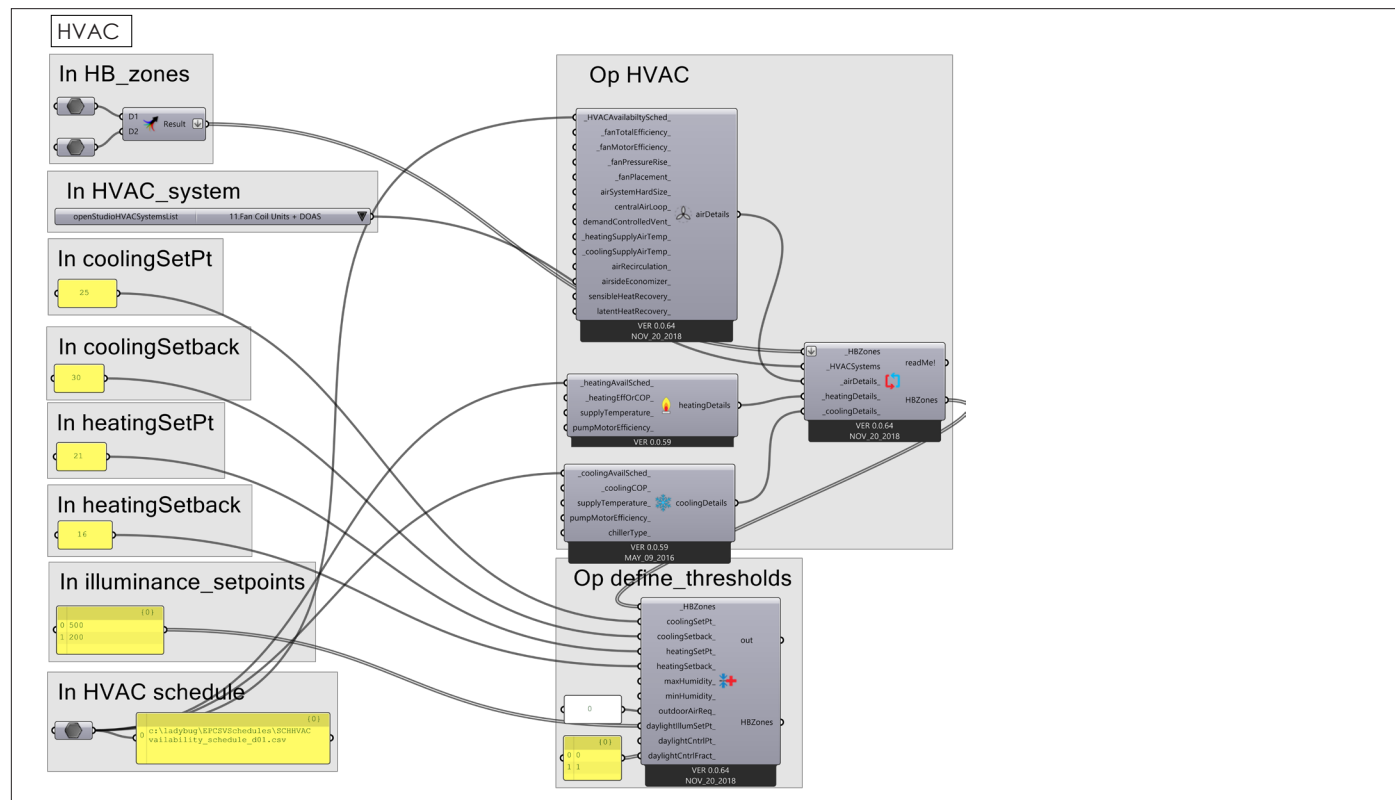 HVAC
In HB_zones
D1
D2
Result
In HVAC_system
openStudioHVACSystemsList
11.Fan Coil Units + DOAS
In coolingSetPt
25
In coolingSetback
30
In heatingSetPt
21
In heatingSetback
16
In illuminance_setpoints
(0)
0 500
1 200
In HVAC schedule
(0)
0
c:\ladybug\EPCSVSchedules\SCHHVAC
vailability_schedule_d01.csv
Op HVAC
_HVACAvailabiltySched_
_fanTotalEfficiency_
_fanMotorEfficiency_
_fanPressureRise_
_fanPlacement_
airSystemHardSize_
centralAirLoop_
demandControlledVent_
_heatingSupplyAirTemp_
_coolingSupplyAirTemp_
airRecirculation_
airsideEconomizer_
sensibleHeatRecovery_
latentHeatRecovery_
airDetails
VER 0.0.64
NOV_20_2018
_heatingAvailSched_
_heatingEffOrCOP_
supplyTemperature_
pumpMotorEfficiency_
heatingDetails
VER 0.0.59
_coolingAvailSched_
_coolingCOP_
supplyTemperature_
pumpMotorEfficiency_
chillerType_
coolingDetails
VER 0.0.59
MAY_09_2016
_HBZones
_HVACSystems
_airDetails_
_heatingDetails_
_coolingDetails_
readMe!
HBZones
VER 0.0.64
NOV_20_2018
Op define_thresholds
_HBZones
coolingSetPt_
coolingSetback_
heatingSetPt_
heatingSetback_
maxHumidity_
minHumidity_
outdoorAirReq_
daylightIllumSetPt_
daylightCntrlPt_
daylightCntrlFract_
out
HBZones
VER 0.0.64
NOV_20_2018
0
(0)
0 0
1 1